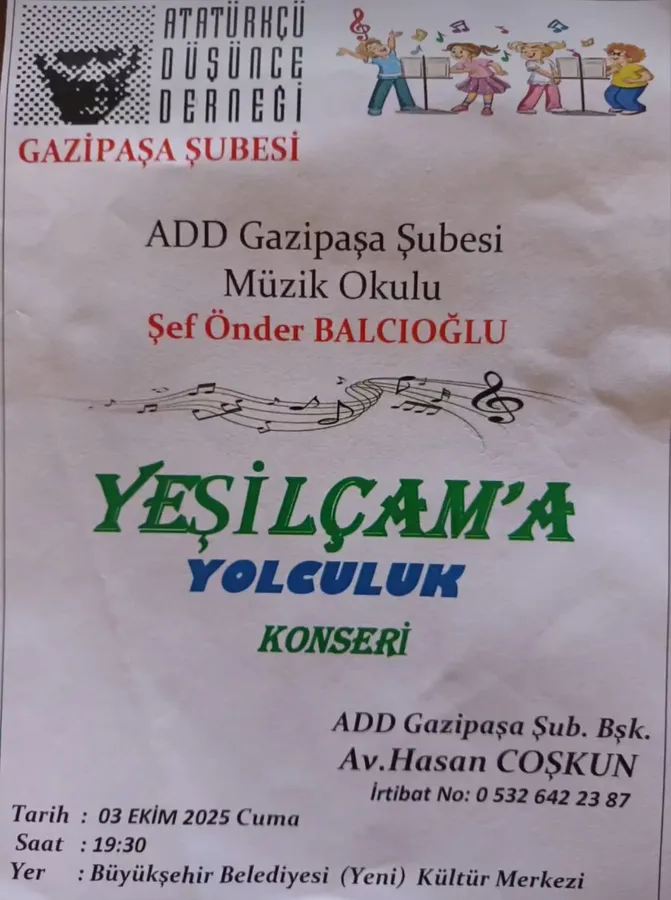 ATATÜRKÇÜ
DÜŞÜNCE
DERNEĞİ
GAZİPAŞA ŞUBESİ
ADD Gazipaşa Şubesi
Müzik Okulu
Şef Önder BALCIOĞLU
YEŞİLÇAM'A
YOLCULUK
KONSERİ
ADD Gazipaşa Şub. Bşk.
Av.Hasan COŞKUN
İrtibat No: 0 532 642 23 87
Tarih : 03 EKİM 2025 Cuma
Saat : 19:30
Yer : Büyükşehir Belediyesi (Yeni) Kültür Merkezi